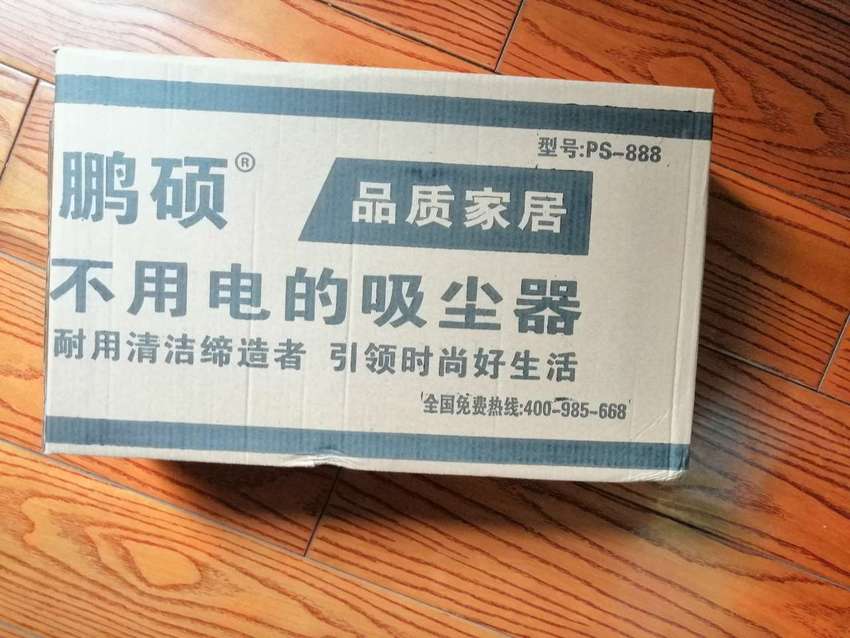 型号:PS-888
鹏硕®
品质家居
不用电的吸尘器
耐用清洁缔造者 引领时尚好生活
全国免费热线:400-985-668